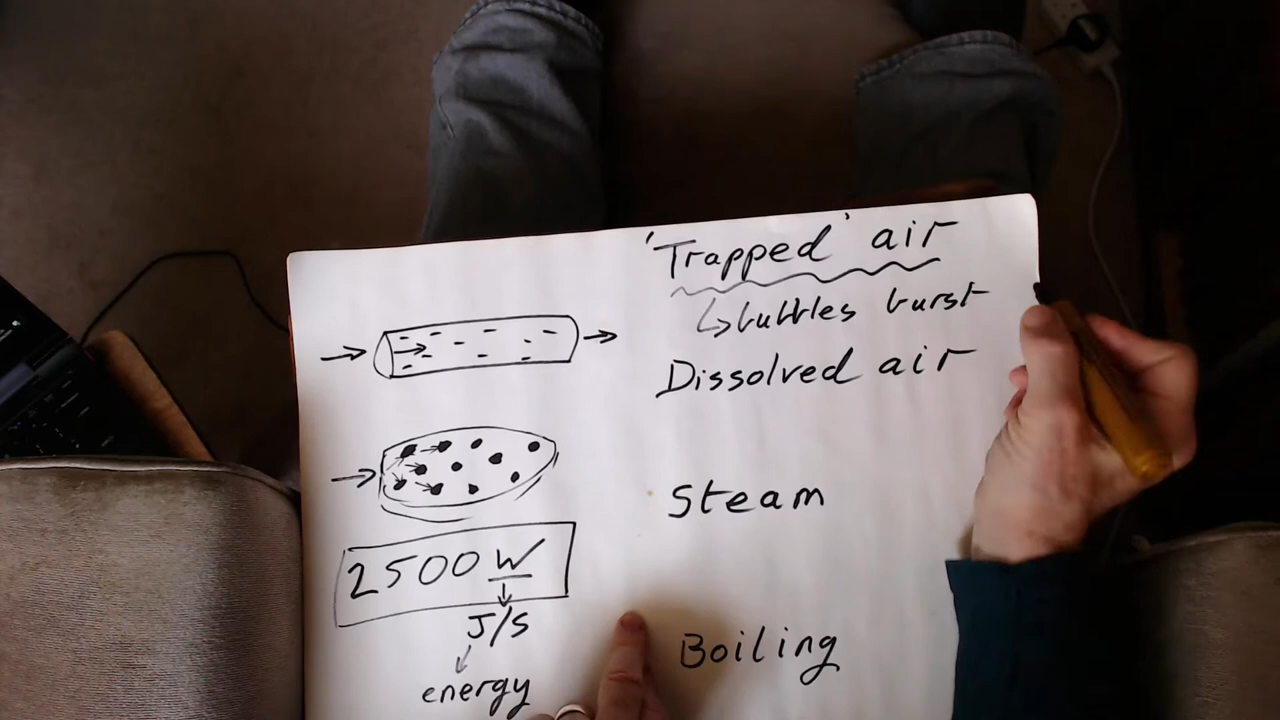 'Trapped' air
bubbles burst
Dissolved air
Steam
2500 W
J/S
energy
Boiling